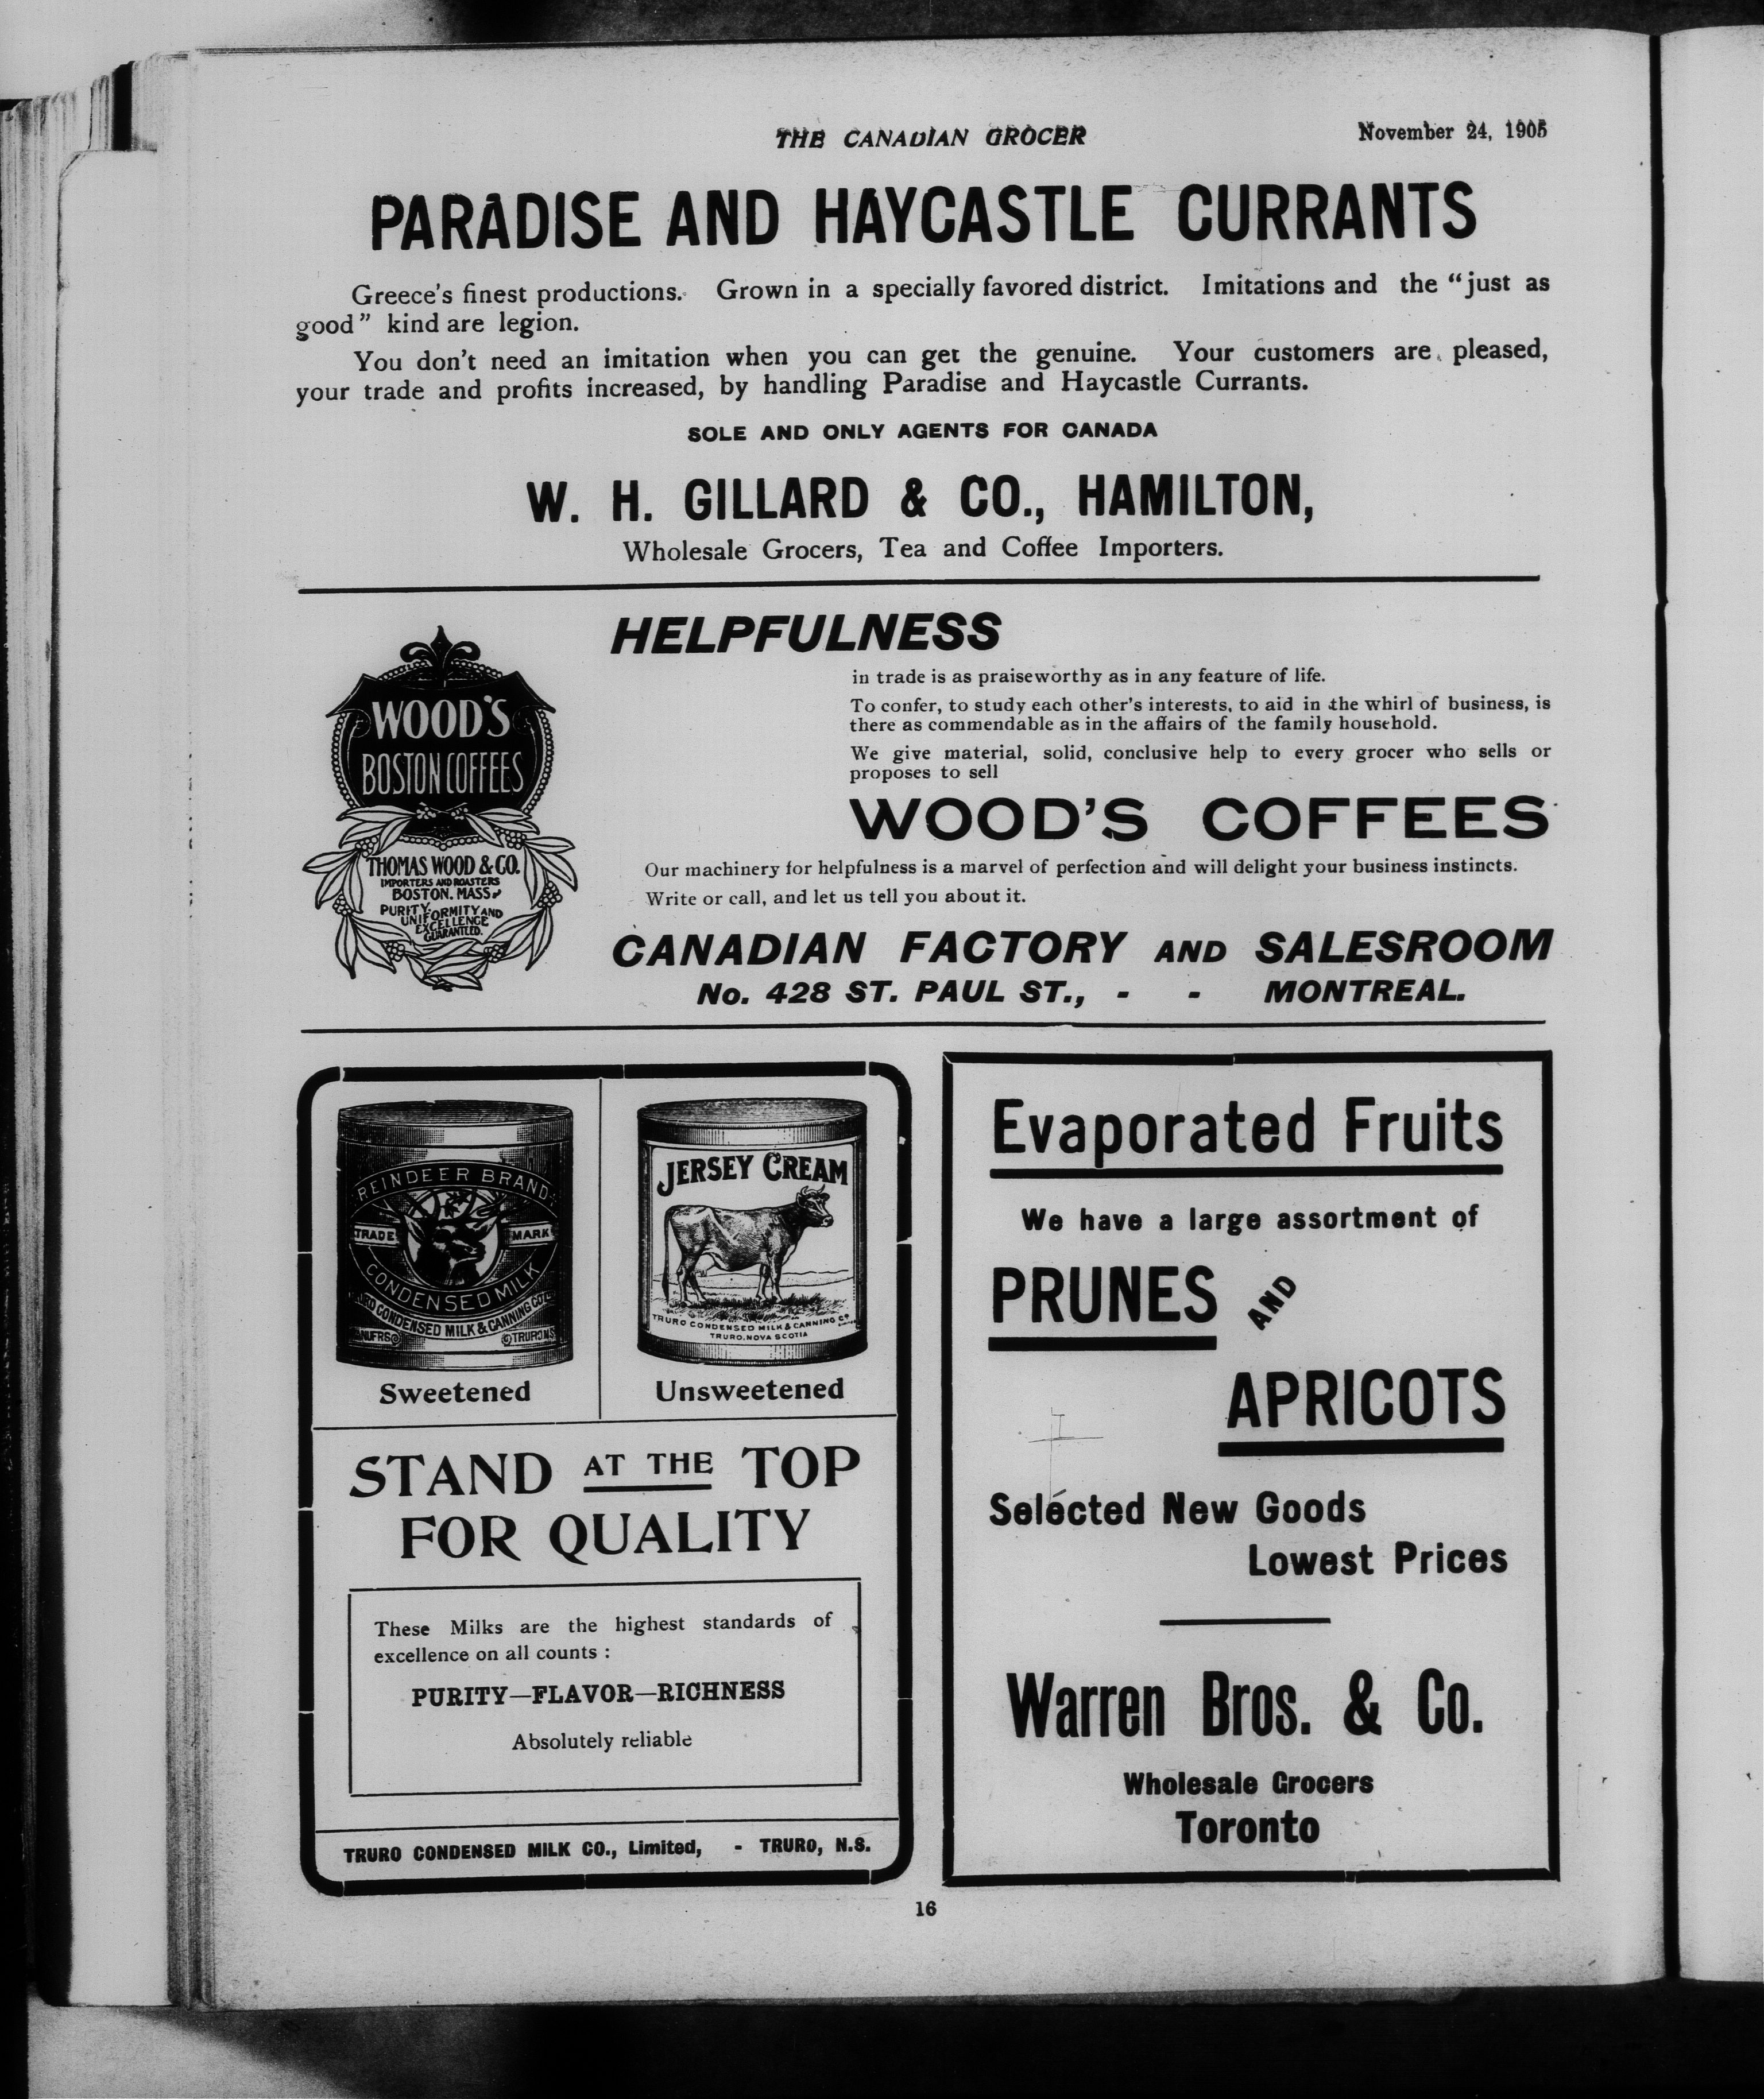 THE CANADIAN GROCER
November 24, 1905
PARADISE AND HAYCASTLE CURRANTS
Greece's finest productions. Grown in a specially favored district. Imitations and the "just as
good" kind are legion.
You don't need an imitation when you can get the genuine. Your customers are pleased,
your trade and profits increased, by handling Paradise and Haycastle Currants.
SOLE AND ONLY AGENTS FOR CANADA
W. H. GILLARD & CO., HAMILTON,
Wholesale Grocers, Tea and Coffee Importers.
WOOD'S
BOSTON COFFEES
THOMAS WOOD & CO.
IMPORTERS AND ROASTERS
BOSTON. MASS
PURITY,
UNIFORMITY AND
EXCELLENCE
GUARANTEED.
HELPFULNESS
in trade is as praiseworthy as in any feature of life.
To confer, to study each other's interests, to aid in the whirl of business, is
there as commendable as in the affairs of the family household.
We give material, solid, conclusive help to every grocer who sells or
proposes to sell
WOOD'S COFFEES
Our machinery for helpfulness is a marvel of perfection and will delight your business instincts.
Write or call, and let us tell you about it.
CANADIAN FACTORY AND SALESROOM
No. 428 ST. PAUL ST., - - MONTREAL.
REINDEER BRAND
TRADE MARK
CONDENSED MILK
CONDENSED MILK & CANNING CO
MNFRS TRURO NS
Sweetened
JERSEY CREAM
TRURO CONDENSED MILK & CANNING CO
TRURO. NOVA SCOTIA
Unsweetened
STAND AT THE TOP
FOR QUALITY
These Milks are the highest standards of
excellence on all counts :
PURITY—FLAVOR—RICHNESS
Absolutely reliable
TRURO CONDENSED MILK CO., Limited, - TRURO, N.S.
Evaporated Fruits
We have a large assortment of
PRUNES AND
APRICOTS
Selected New Goods
Lowest Prices
Warren Bros. & Co.
Wholesale Grocers
Toronto
16